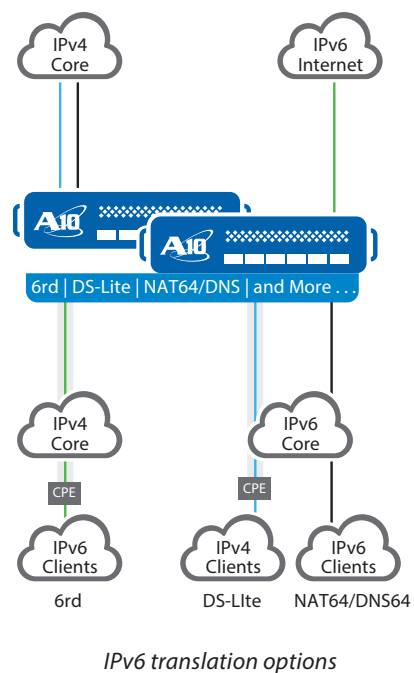 IPv4
Core
IPv6
Internet
A10
A10
6rd | DS-Lite | NAT64/DNS | and More . . .
IPv4
Core
IPv6
Core
CPE
CPE
IPv6
Clients
IPv4
Clients
IPv6
Clients
6rd
DS-LIte
NAT64/DNS64
IPv6 translation options